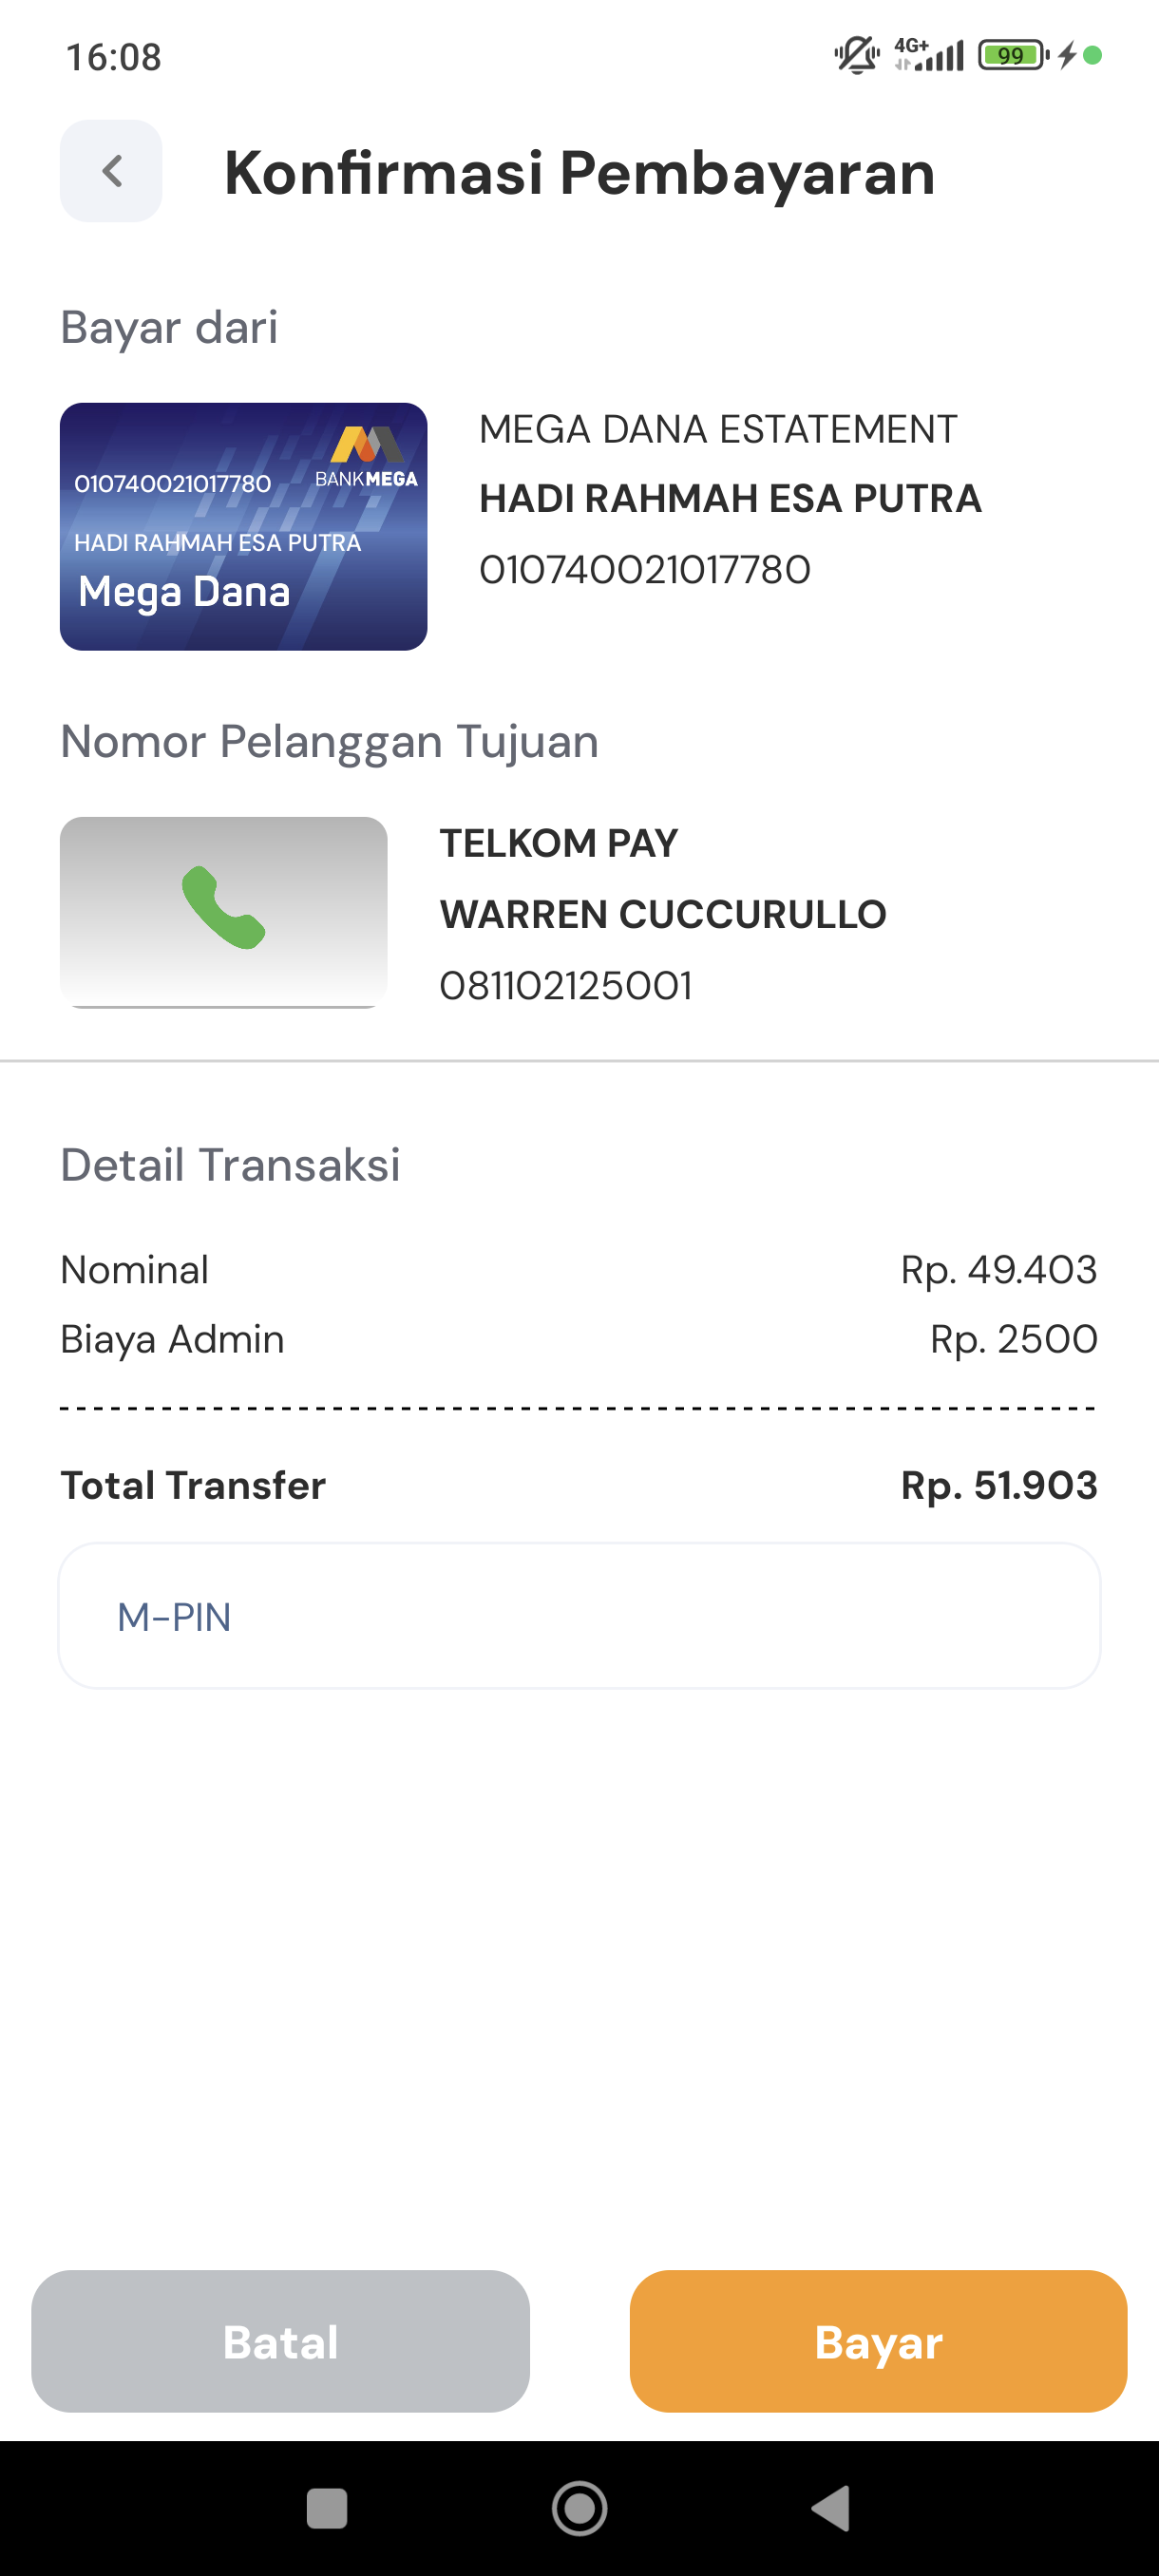 16:08
4G+
99
Konfirmasi Pembayaran
Bayar dari
010740021017780
BANKMEGA
HADI RAHMAH ESA PUTRA
Mega Dana
MEGA DANA ESTATEMENT
HADI RAHMAH ESA PUTRA
010740021017780
Nomor Pelanggan Tujuan
TELKOM PAY
WARREN CUCCURULLO
081102125001
Detail Transaksi
Nominal Rp. 49.403
Biaya Admin Rp. 2500
Total Transfer Rp. 51.903
M-PIN
Batal Bayar